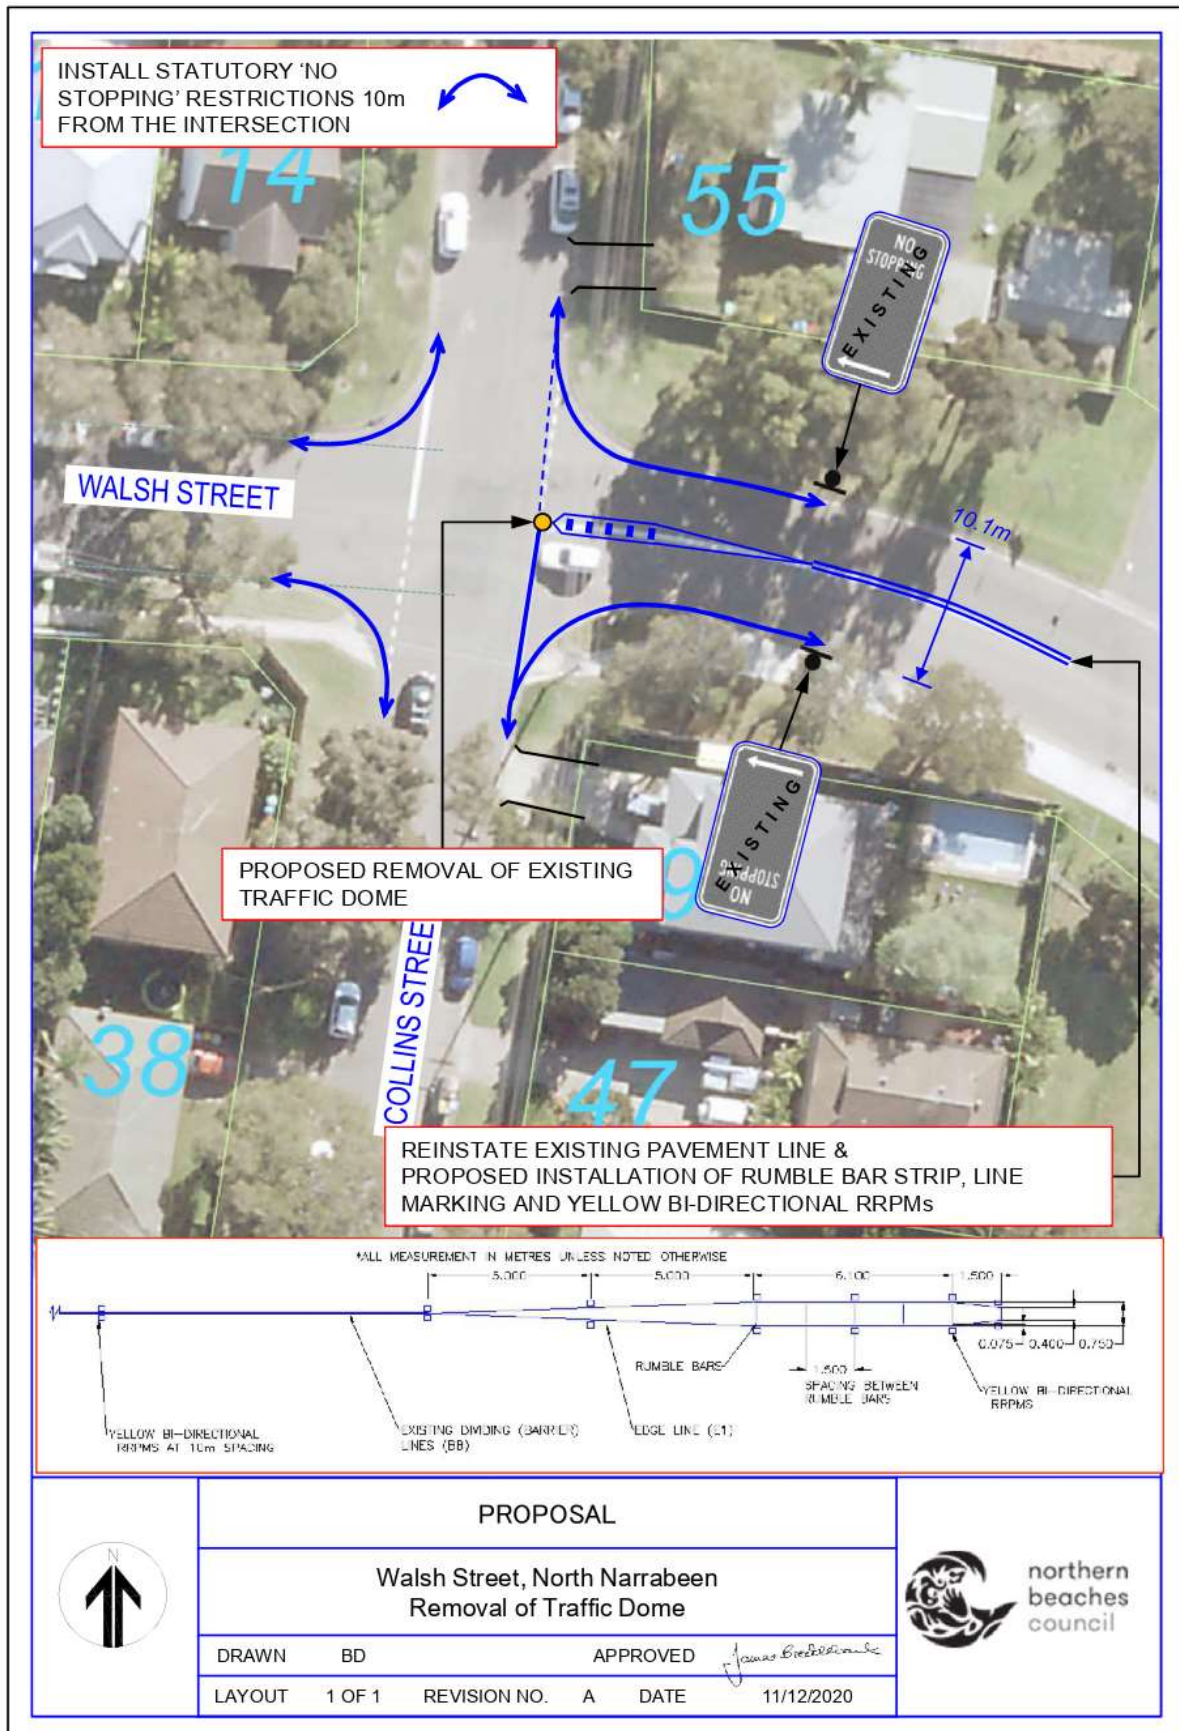 INSTALL STATUTORY ‘NO
STOPPING’ RESTRICTIONS 10m
FROM THE INTERSECTION
14
55
NO
STOPPING
EXISTING
WALSH STREET
10.1m
EXISTING
NO
STOPPING
PROPOSED REMOVAL OF EXISTING
TRAFFIC DOME
9
COLLINS STREE
38
47
REINSTATE EXISTING PAVEMENT LINE &
PROPOSED INSTALLATION OF RUMBLE BAR STRIP, LINE
MARKING AND YELLOW BI-DIRECTIONAL RRPMs
*ALL MEASUREMENT IN METRES UNLESS NOTED OTHERWISE
5.000 5.000 6.100 1.500
0.075 0.400 0.750
RUMBLE BARS
1.500
SPACING BETWEEN
RUMBLE BARS
YELLOW BI-DIRECTIONAL
RRPMS
YELLOW BI-DIRECTIONAL
RRPMS AT 10m SPACING
EXISTING DIVIDING (BARRIER)
LINES (BB)
EDGE LINE (E1)
N
PROPOSAL
Walsh Street, North Narrabeen
Removal of Traffic Dome
DRAWN BD APPROVED
LAYOUT 1 OF 1 REVISION NO. A DATE 11/12/2020
northern
beaches
council